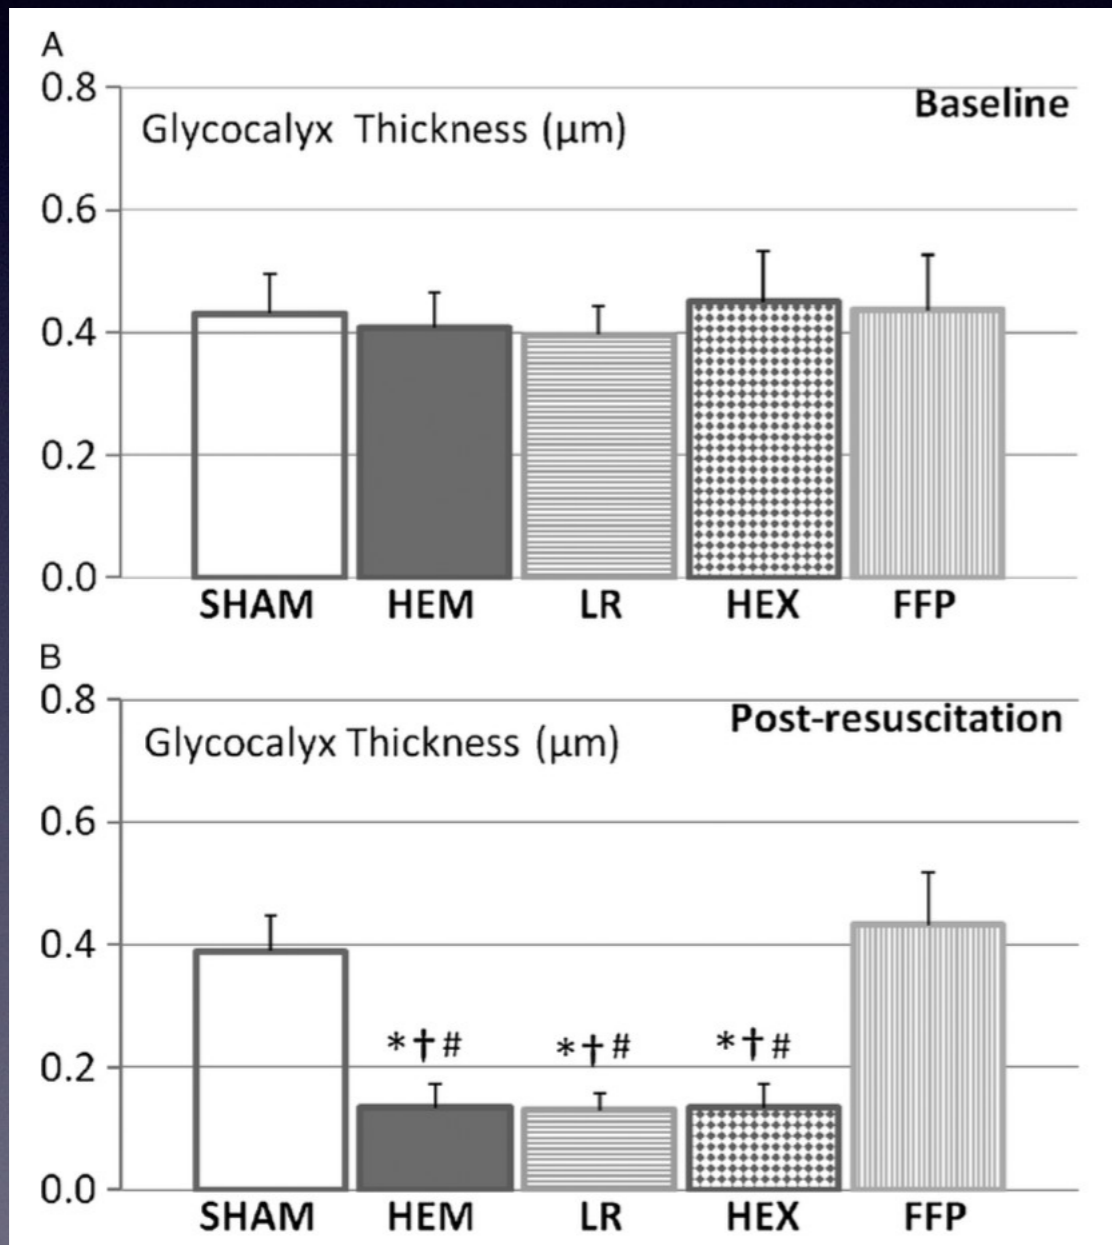 A
0.8
Baseline
Glycocalyx Thickness (µm)
0.6
0.4
0.2
0.0
SHAM HEM LR HEX FFP
B
0.8
Post-resuscitation
Glycocalyx Thickness (µm)
0.6
0.4
*†# *†# *†#
0.2
0.0
SHAM HEM LR HEX FFP